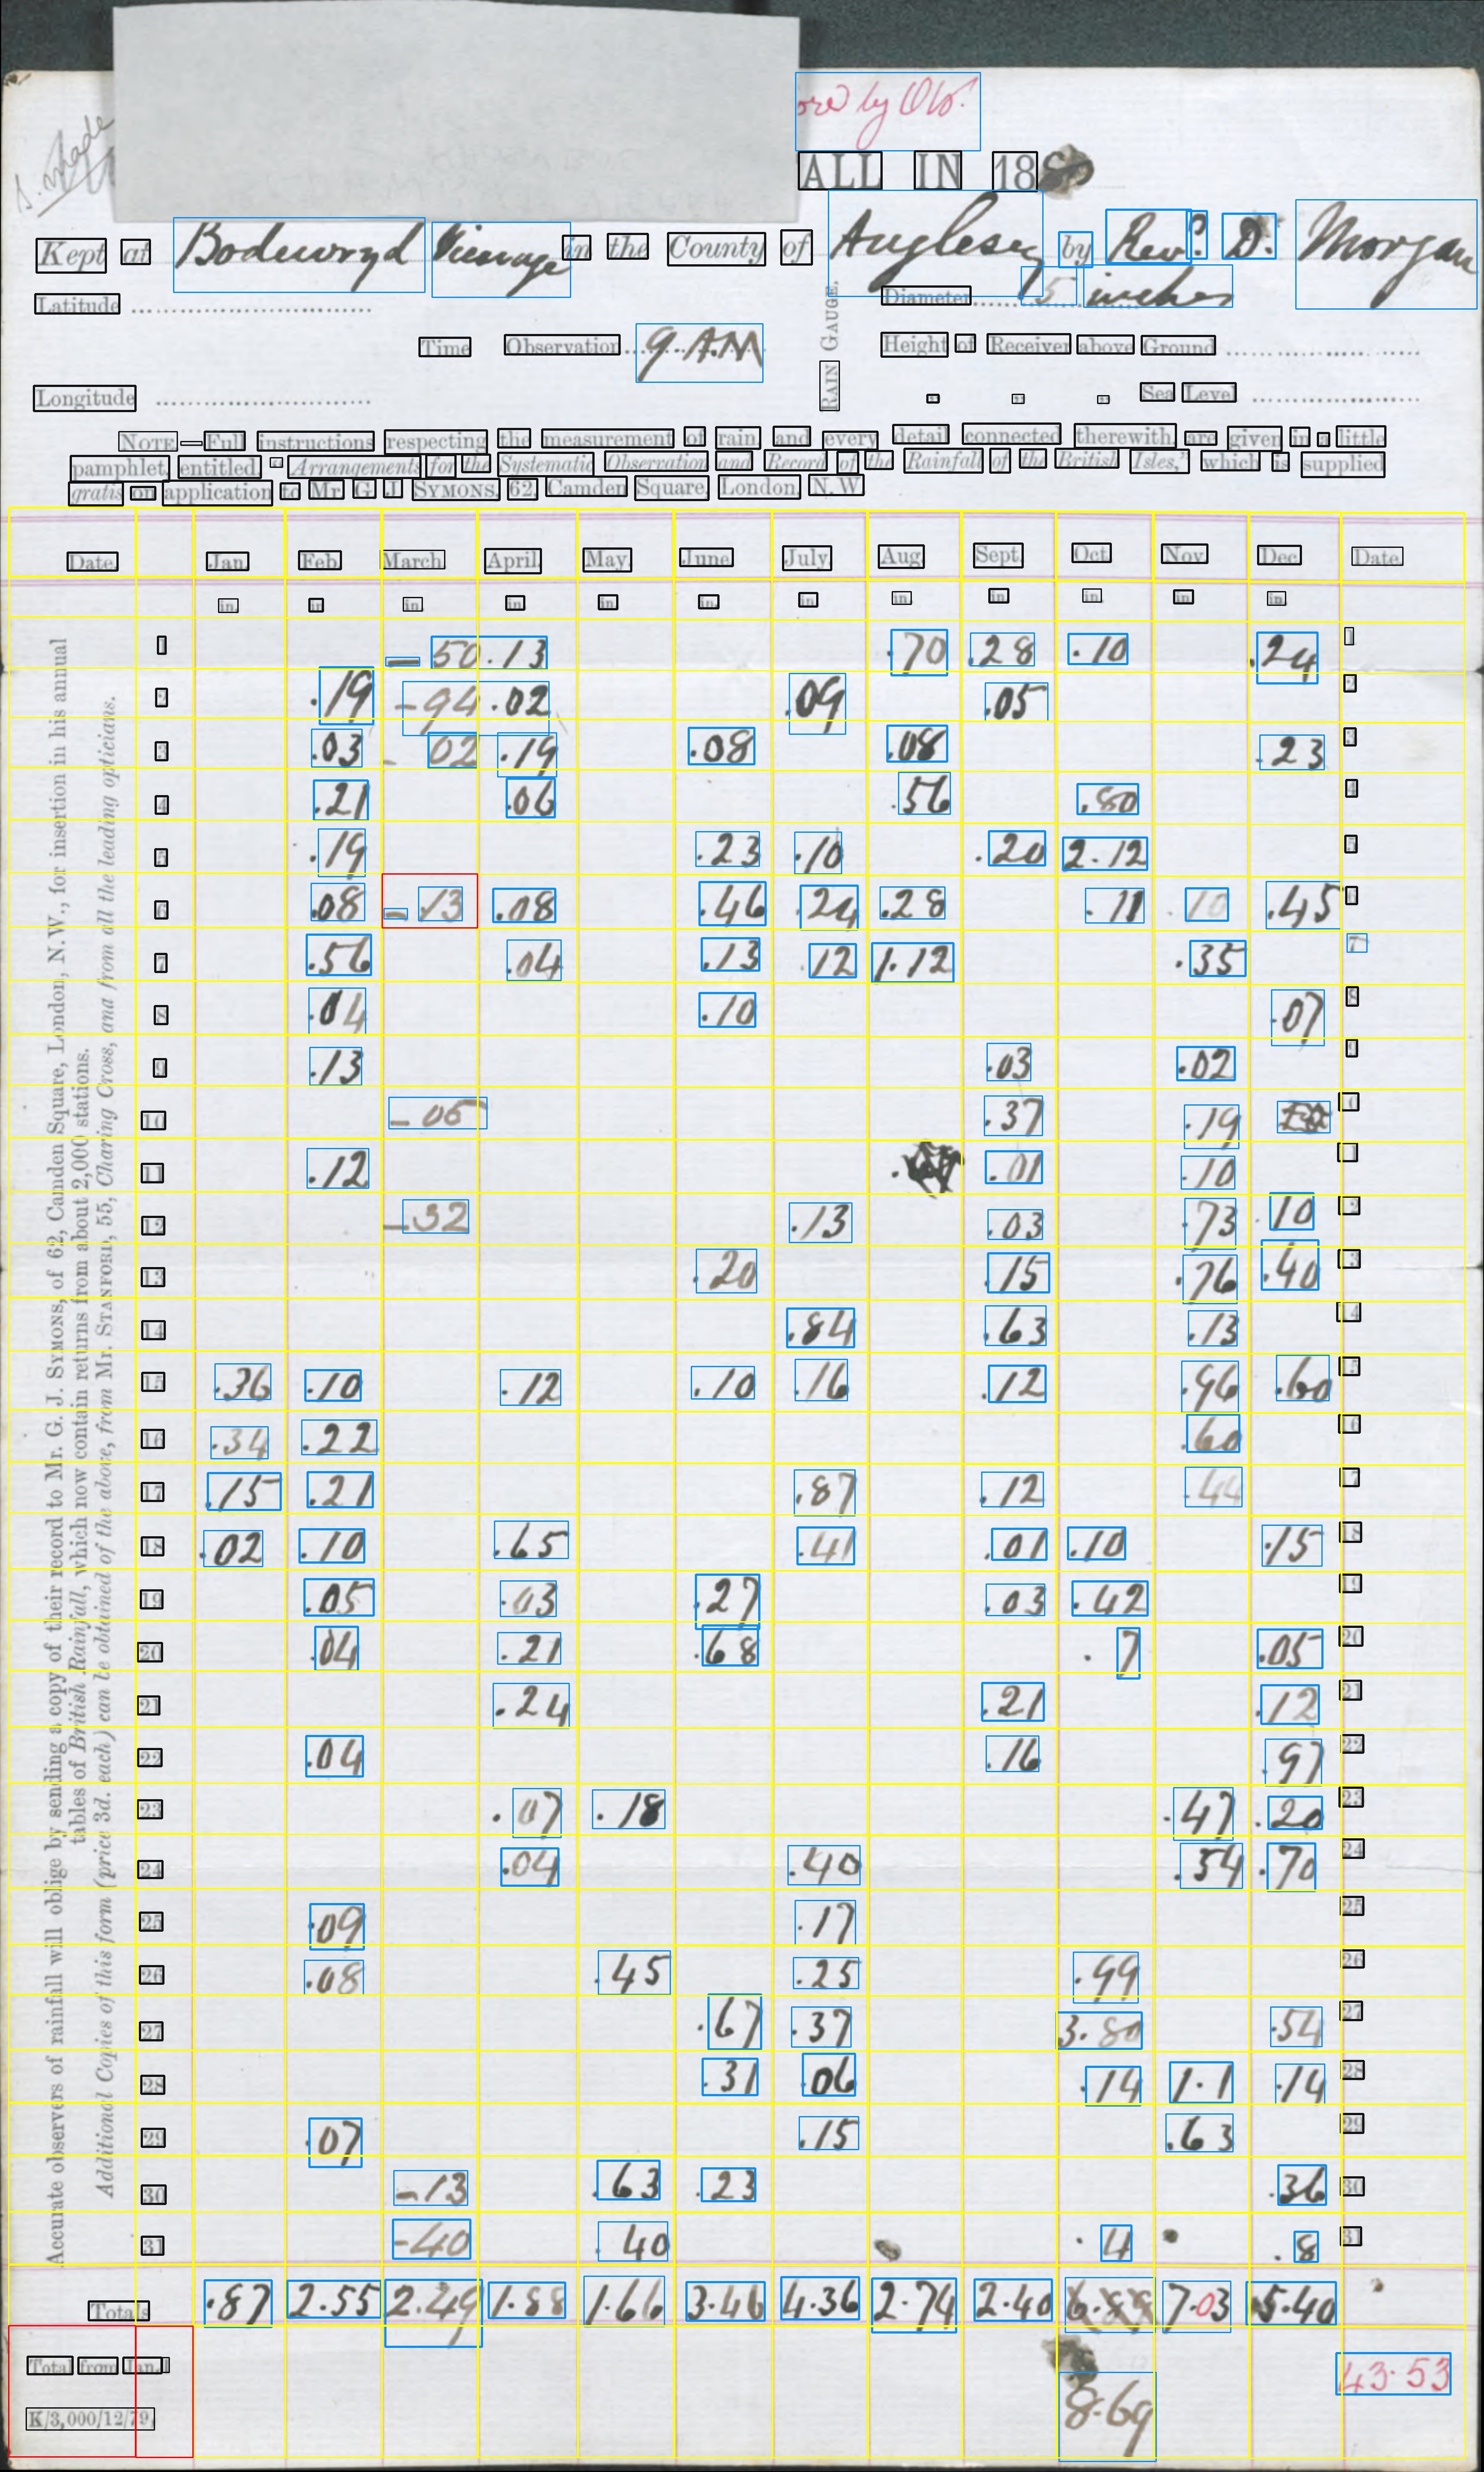 ored by Ob.
S. Made
ALL IN 188
Kept at Bodewryd Vicarage in the County of Anglesey by Revd. D. Morgan
Latitude
Diameter 5 inches
Time Observation 9 A.M
RAIN GAUGE.
Height of Receiver above Ground
Longitude
" " " Sea Level
NOTE.—Full instructions respecting the measurement of rain, and every detail connected therewith, are given in a little
pamphlet, entitled "Arrangements for the Systematic Observation and Record of the Rainfall of the British Isles," which is supplied
gratis on application to Mr. G. J. SYMONS, 62, Camden Square, London, N.W.
Date. Jan. Feb. March. April. May. June. July. Aug. Sept. Oct. Nov. Dec. Date.
in. in. in. in. in. in. in. in. in. in. in. in.
1 — 50 .13 .70 .28 .10 .24 1
2 .19 – 94 .02 .09 .05 2
3 .03 – 02 .19 .08 .08 .23 3
4 .21 .06 .56 .80 4
5 .19 .23 .10 .20 2.12 5
6 .08 – 13 .08 .46 .24 .28 .11 .10 .45 6
7 .56 .04 .13 .12 1.12 .35 7
8 .04 .10 .07 8
9 .13 .03 .02 9
10 – 05 .37 .19 10
11 .12 .01 .10 11
12 – 32 .13 .03 .73 .10 12
13 .20 .15 .76 .40 13
14 .84 .63 .13 14
15 .36 .10 .12 .10 .16 .12 .96 .60 15
16 .34 .22 .60 16
17 .15 .21 .87 .12 .44 17
18 .02 .10 .65 .41 .01 .10 .15 18
19 .05 .03 .27 .03 .42 19
20 .04 .21 .68 . 7 .05 20
21 .24 .21 .12 21
22 .04 .16 .97 22
23 .07 .18 .47 .20 23
24 .04 .40 .54 .70 24
25 .09 .17 25
26 .08 .45 .25 .99 26
27 .67 .37 3.80 .54 27
28 .31 .06 .14 1.1 .14 28
29 .07 .15 .63 29
30 – 13 .63 .23 .36 30
31 – 40 .40 . 4 . .8 31
Totals .87 2.55 2.49 1.88 1.66 3.46 4.36 2.74 2.40 6.89 7.03 5.40
Total from Jan. 1
8.69
43.53
K/3,000/12/79.
Accurate observers of rainfall will oblige by sending a copy of their record to Mr. G. J. SYMONS, of 62, Camden Square, London, N.W., for insertion in his annual
tables of British Rainfall, which now contain returns from about 2,000 stations.
Additional Copies of this form (price 3d. each) can be obtained of the above, from Mr. STANFORD, 55, Charing Cross, and from all the leading opticians.